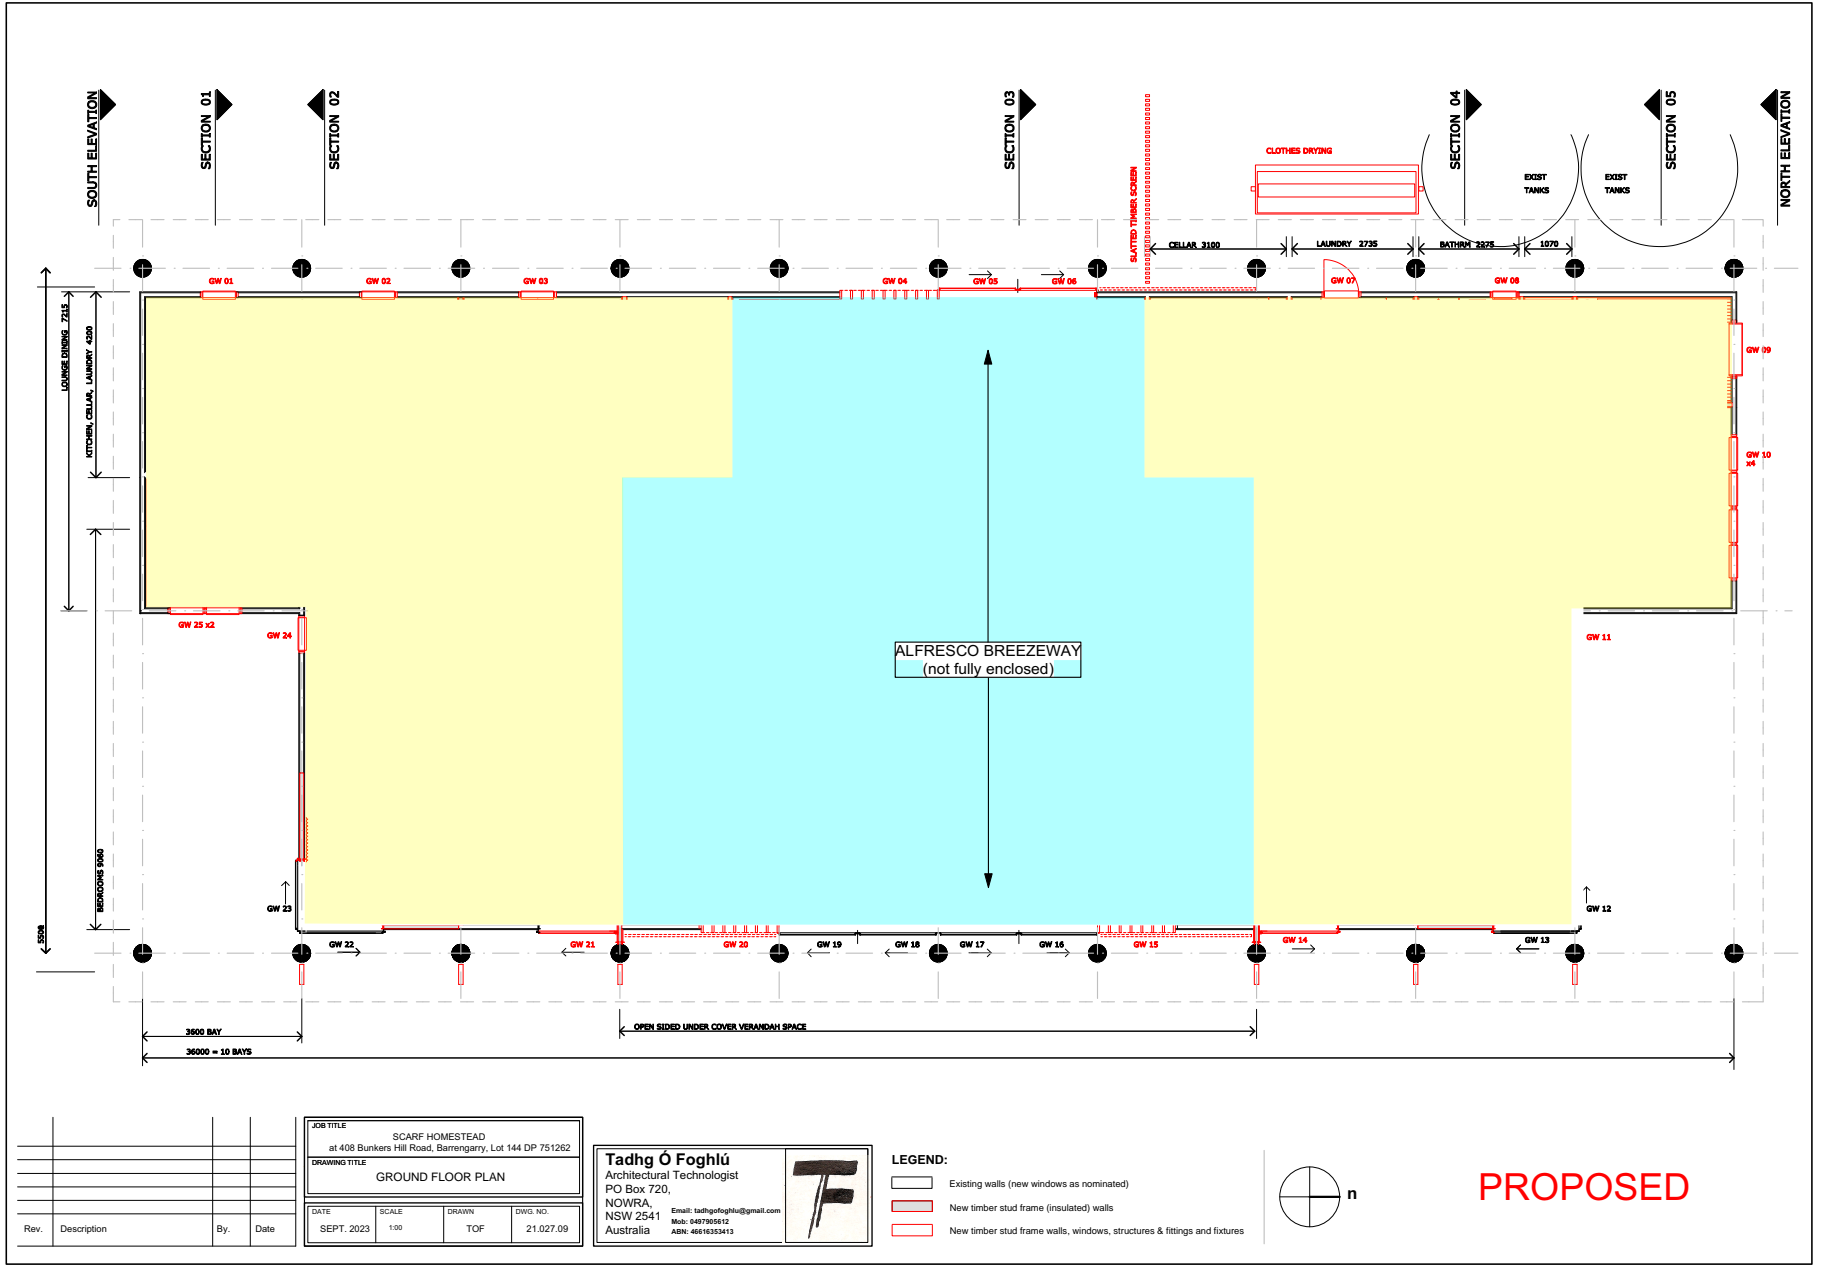 SOUTH ELEVATION
SECTION 01
SECTION 02
SECTION 03
SLATTED TIMBER SCREEN
CLOTHES DRYING
SECTION 04
SECTION 05
NORTH ELEVATION
EXIST
TANKS
EXIST
TANKS
CELLAR 3100
LAUNDRY 2735
BATHRM 2275
1070
GW 01
GW 02
GW 03
GW 04
GW 05
GW 06
GW 07
GW 08
GW 09
GW 10
x4
LOUNGE DINING 7215
KITCHEN, CELLAR, LAUNDRY 4200
BEDROOMS 9060
5508
GW 25 x2
GW 24
GW 11
ALFRESCO BREEZEWAY
(not fully enclosed)
GW 23
GW 12
GW 22
GW 21
GW 20
GW 19
GW 18
GW 17
GW 16
GW 15
GW 14
GW 13
3600 BAY
OPEN SIDED UNDER COVER VERANDAH SPACE
36000 = 10 BAYS
Rev.
Description
By.
Date
JOB TITLE
SCARF HOMESTEAD
at 408 Bunkers Hill Road, Barrengarry, Lot 144 DP 751262
DRAWING TITLE
GROUND FLOOR PLAN
DATE
SCALE
DRAWN
DWG. NO.
SEPT. 2023
1:00
TOF
21.027.09
Tadhg Ó Foghlú
Architectural Technologist
PO Box 720,
NOWRA,
NSW 2541
Australia
Email: tadhgofoghlu@gmail.com
Mob: 0497905612
ABN: 46616353413
TF
LEGEND:
Existing walls (new windows as nominated)
New timber stud frame (insulated) walls
New timber stud frame walls, windows, structures & fittings and fixtures
n
PROPOSED